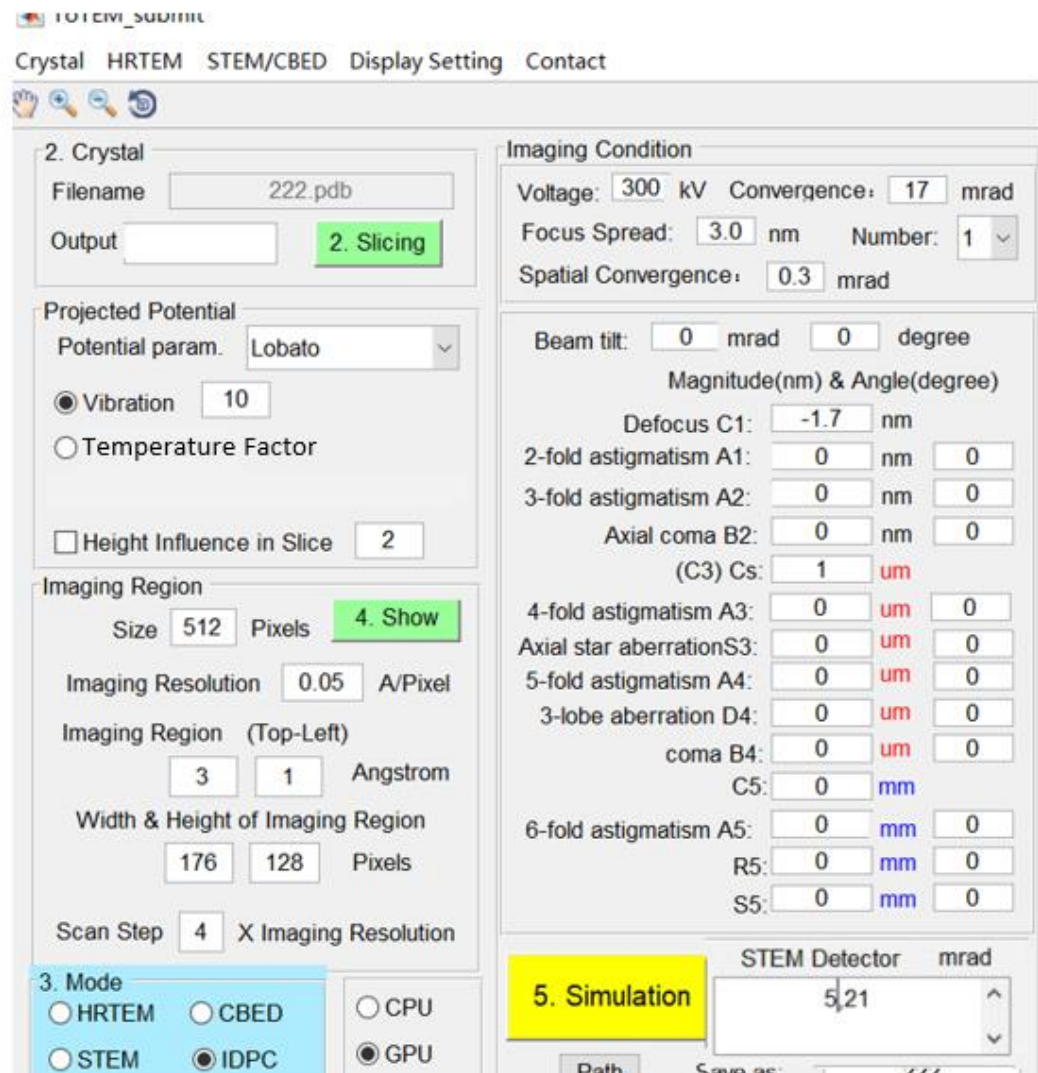 TOTEM_submit
Crystal HRTEM STEM/CBED Display Setting Contact
2. Crystal
Filename 222.pdb
Output 2. Slicing
Projected Potential
Potential param. Lobato
Vibration 10
Temperature Factor
Height Influence in Slice 2
Imaging Region
Size 512 Pixels 4. Show
Imaging Resolution 0.05 A/Pixel
Imaging Region (Top-Left)
3 1 Angstrom
Width & Height of Imaging Region
176 128 Pixels
Scan Step 4 X Imaging Resolution
3. Mode
HRTEM CBED
STEM IDPC
CPU
GPU
Imaging Condition
Voltage: 300 kV Convergence: 17 mrad
Focus Spread: 3.0 nm Number: 1
Spatial Convergence: 0.3 mrad
Beam tilt: 0 mrad 0 degree
Magnitude(nm) & Angle(degree)
Defocus C1: -1.7 nm
2-fold astigmatism A1: 0 nm 0
3-fold astigmatism A2: 0 nm 0
Axial coma B2: 0 nm 0
(C3) Cs: 1 um
4-fold astigmatism A3: 0 um 0
Axial star aberrationS3: 0 um 0
5-fold astigmatism A4: 0 um 0
3-lobe aberration D4: 0 um 0
coma B4: 0 um 0
C5: 0 mm
6-fold astigmatism A5: 0 mm 0
R5: 0 mm 0
S5: 0 mm 0
5. Simulation
STEM Detector mrad
5,21
Path Save as: